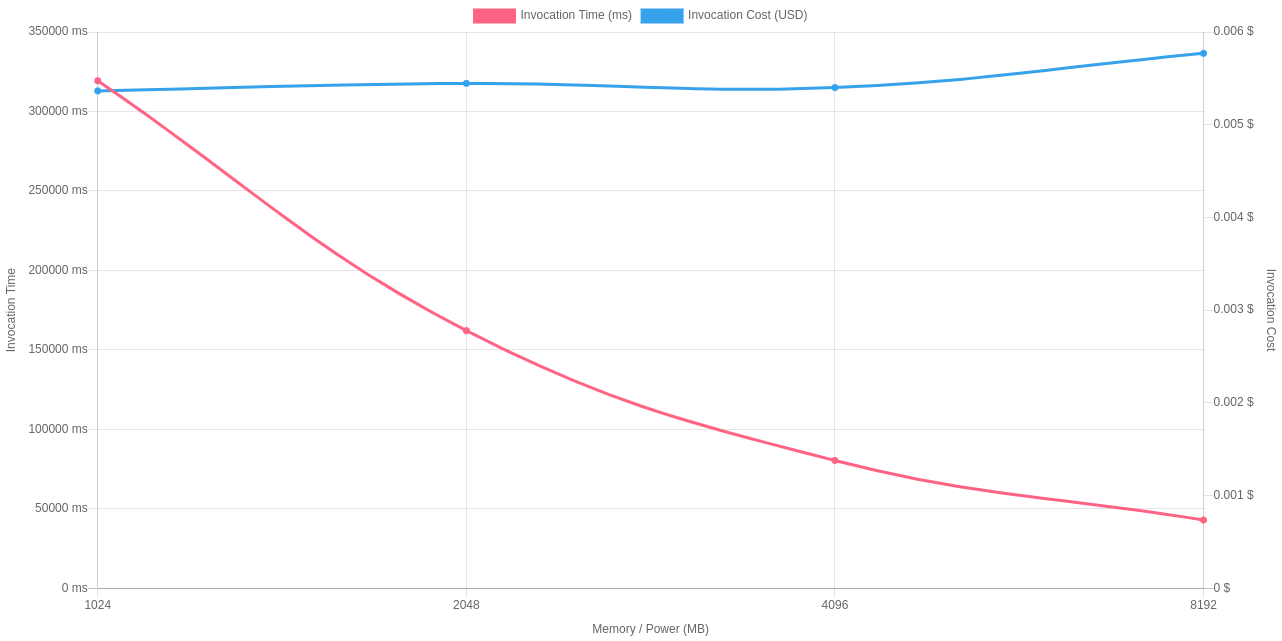 Invocation Time (ms) Invocation Cost (USD)
350000 ms
300000 ms
250000 ms
200000 ms
150000 ms
100000 ms
50000 ms
0 ms
Invocation Time
0.006 $
0.005 $
0.004 $
0.003 $
0.002 $
0.001 $
0 $
Invocation Cost
1024 2048 4096 8192
Memory / Power (MB)